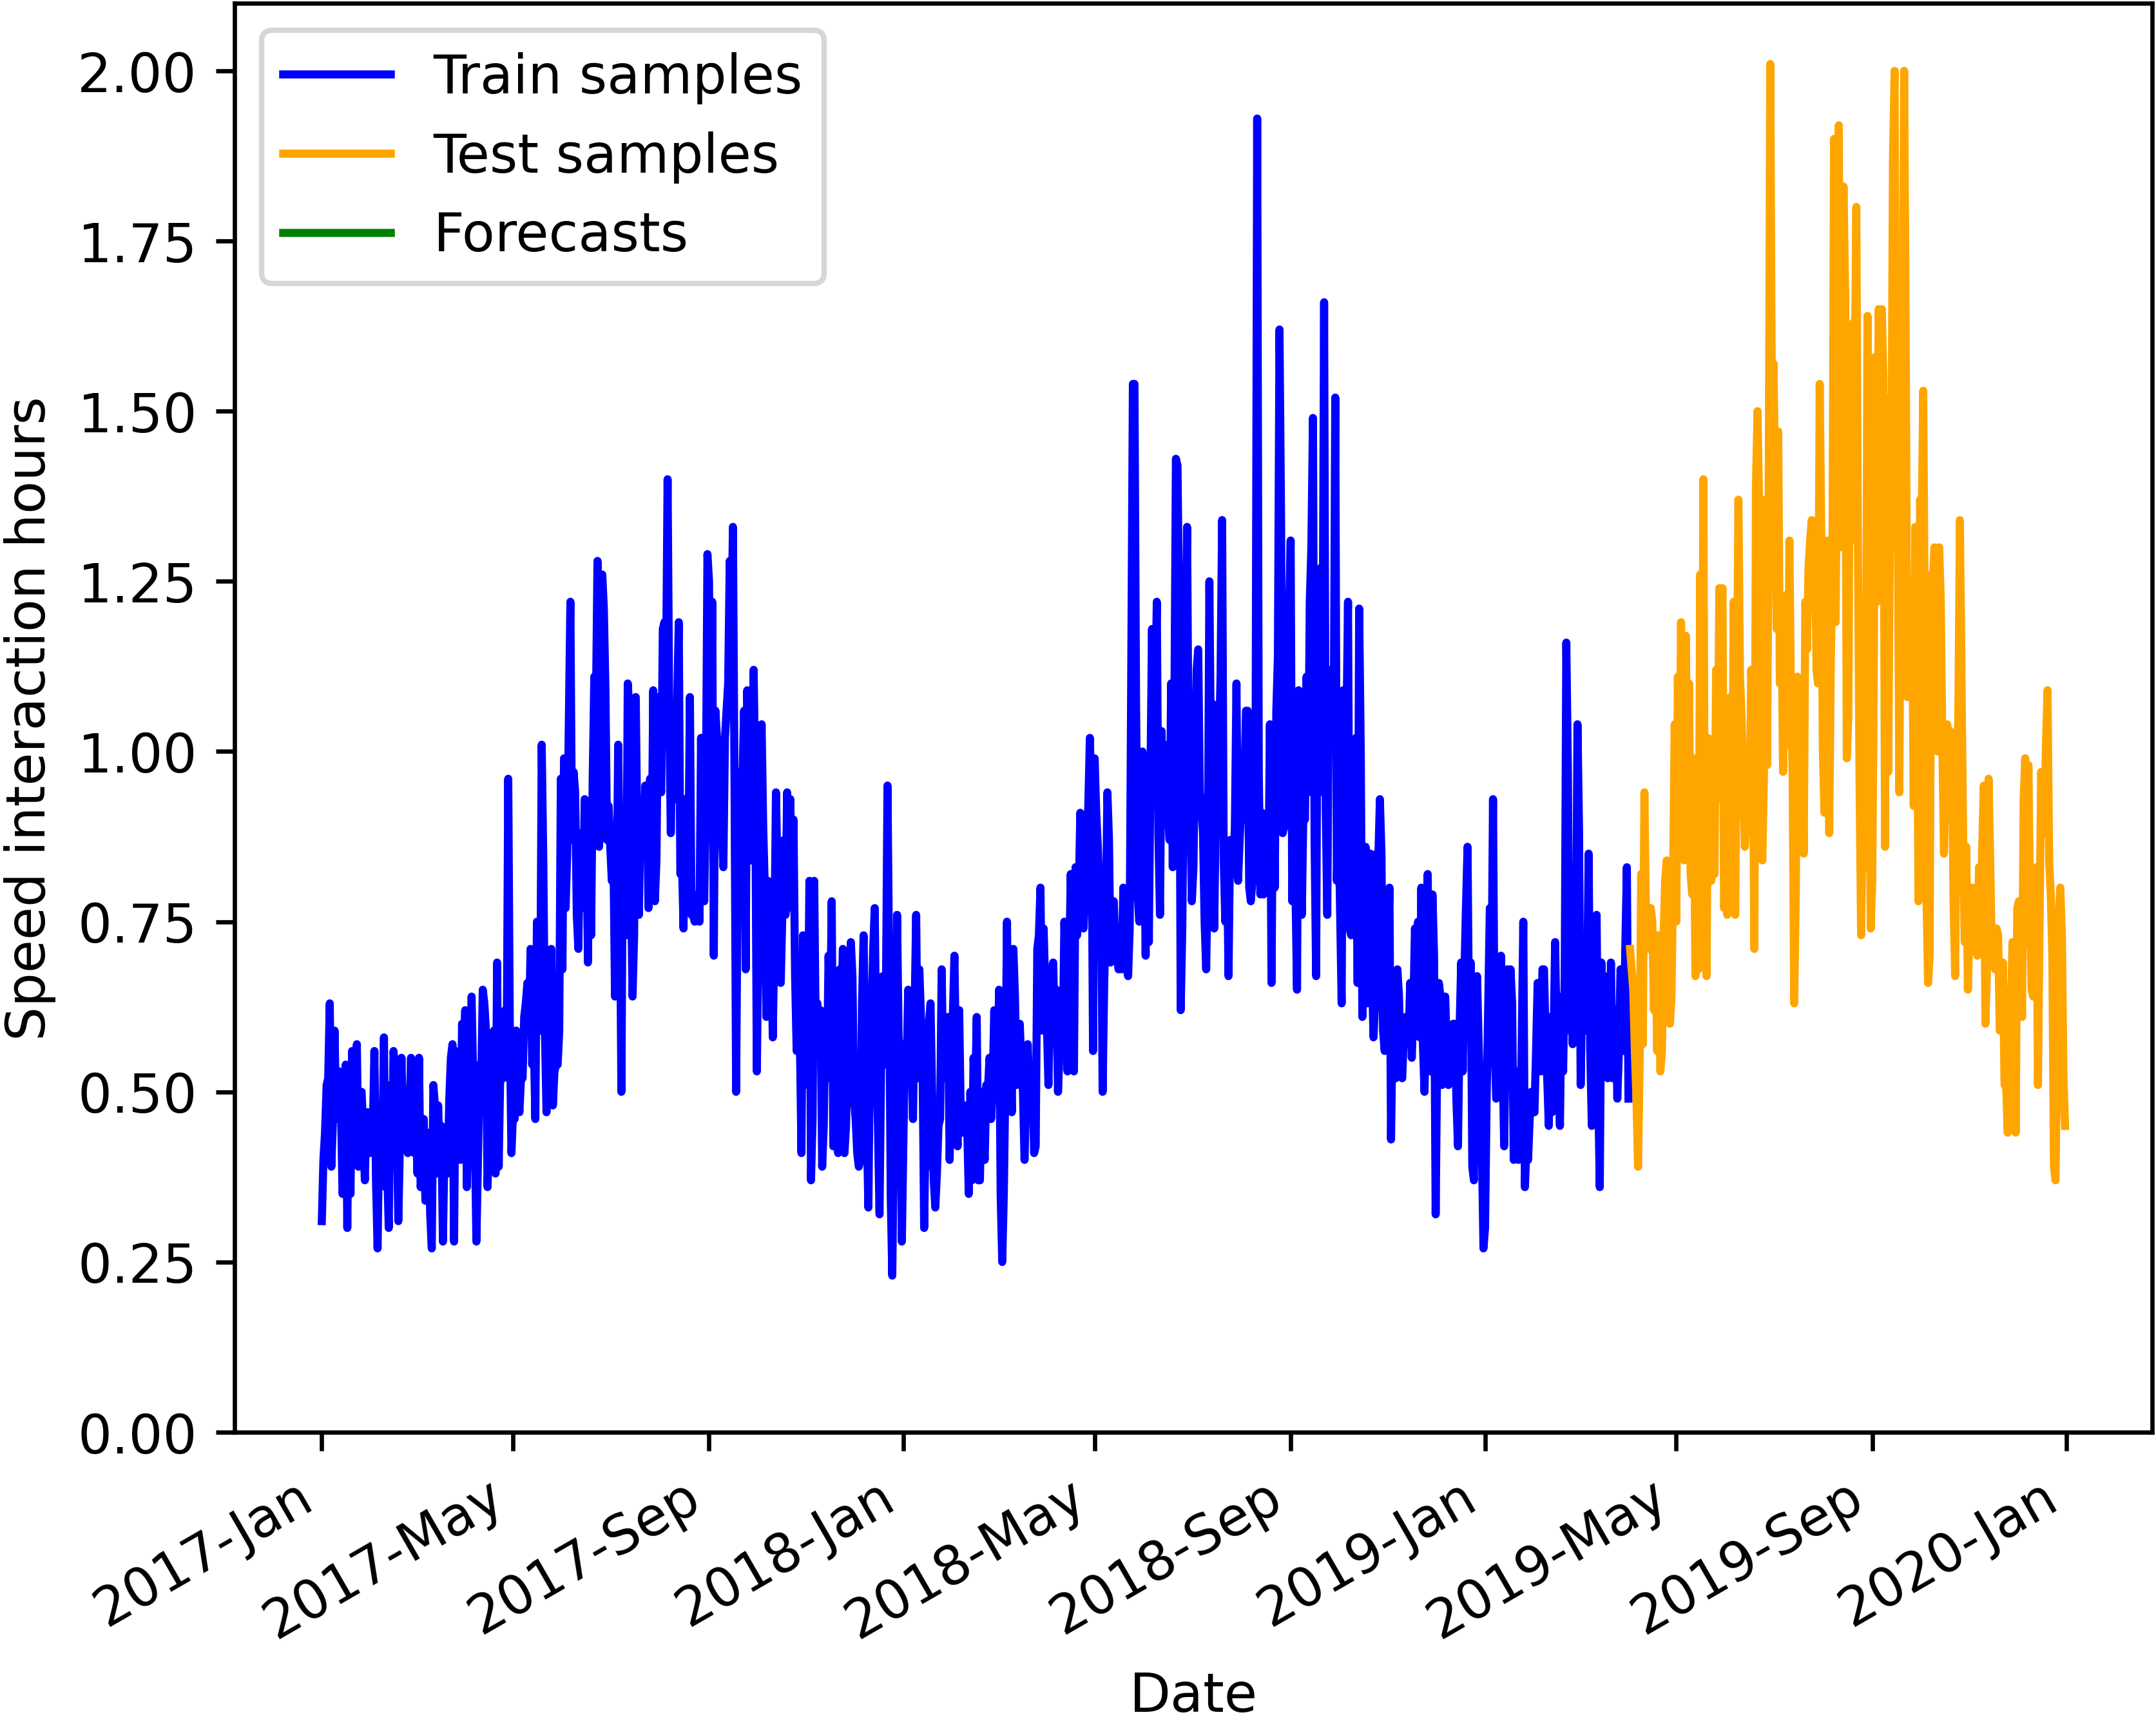 Train samples
Test samples
Forecasts
2.00
1.75
1.50
1.25
1.00
0.75
0.50
0.25
0.00
Speed interaction hours
2017-Jan
2017-May
2017-Sep
2018-Jan
2018-May
2018-Sep
2019-Jan
2019-May
2019-Sep
2020-Jan
Date